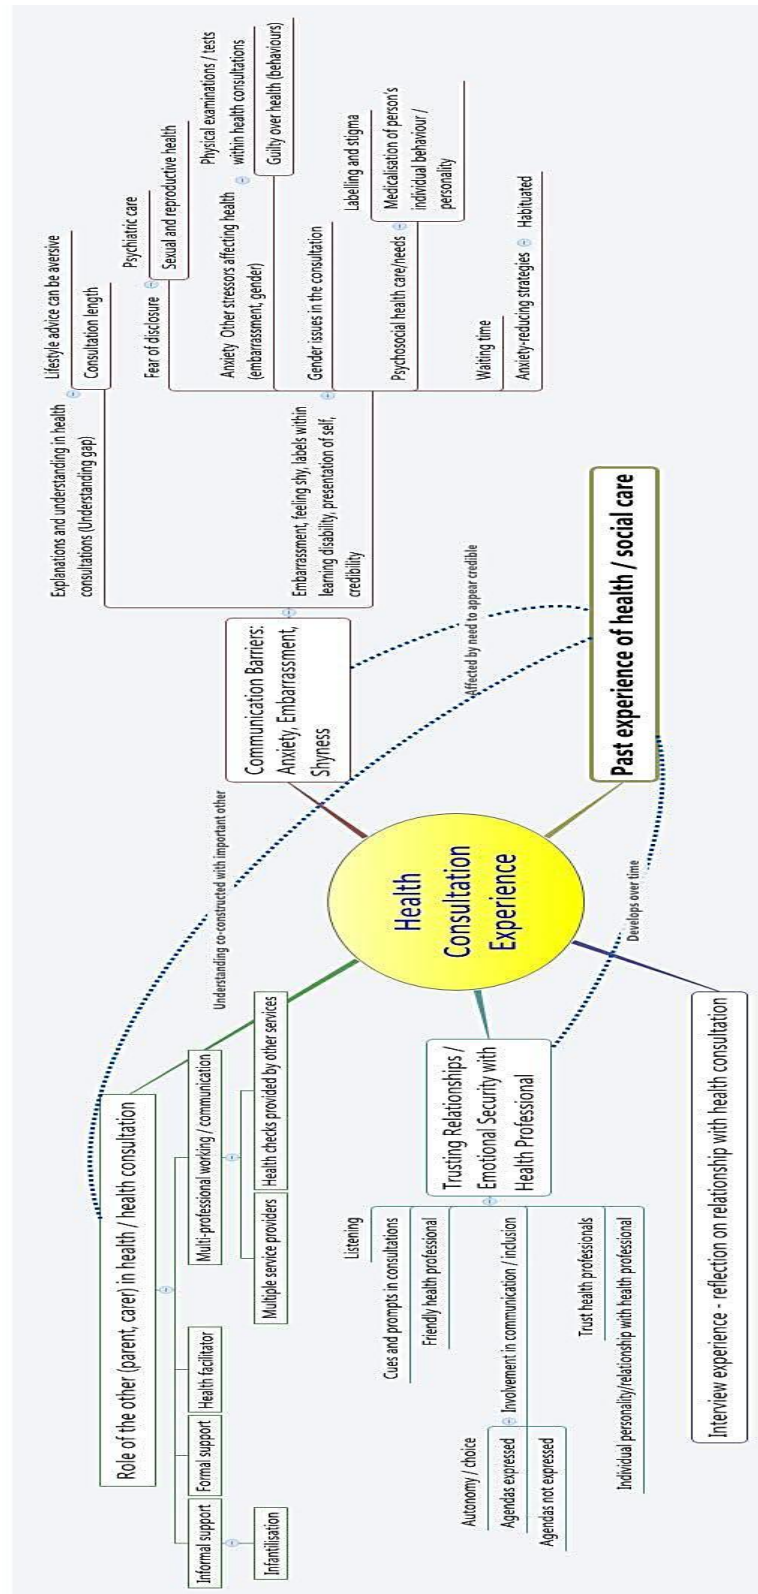 Health
Consultation
Experience
Role of the other (parent, carer) in health / health consultation
Informal support
Infantilisation
Formal support
Health facilitator
Multi-professional working / communication
Multiple service providers
Health checks provided by other services
Understanding co-constructed with important other
Communication Barriers:
Anxiety, Embarrassment,
Shyness
Explanations and understanding in health
consultations (Understanding gap)
Lifestyle advice can be aversive
Consultation length
Embarrassment, feeling shy, labels within
learning disability, presentation of self,
credibility
Fear of disclosure
Psychiatric care
Sexual and reproductive health
Anxiety Other stressors affecting health
(embarrassment, gender)
Physical examinations / tests
within health consultations
Guilty over health (behaviours)
Gender issues in the consultation
Psychosocial health care/needs
Labelling and stigma
Medicalisation of person's
individual behaviour /
personality
Waiting time
Anxiety-reducing strategies
Habituated
Affected by need to appear credible
Past experience of health / social care
Develops over time
Trusting Relationships /
Emotional Security with
Health Professional
Listening
Cues and prompts in consultations
Friendly health professional
Involvement in communication / inclusion
Autonomy / choice
Agendas expressed
Agendas not expressed
Trust health professionals
Individual personality/relationship with health professional
Interview experience - reflection on relationship with health consultation